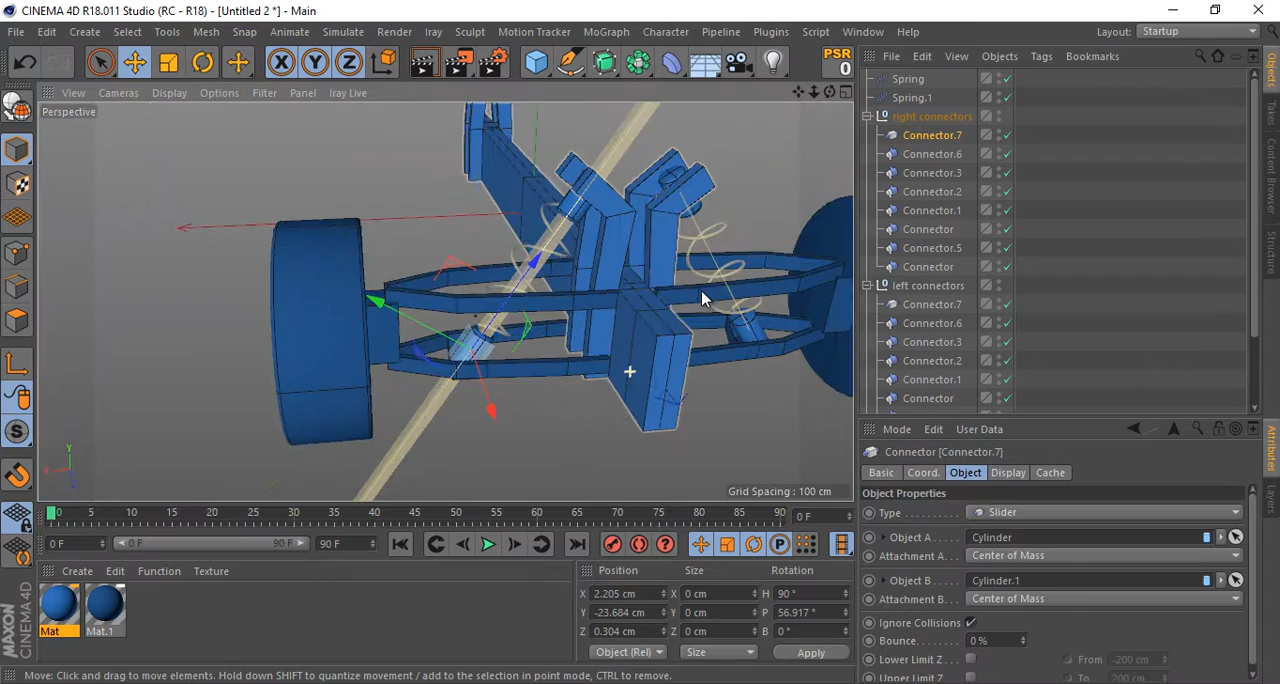 CINEMA 4D R18.011 Studio (RC - R18) - [Untitled 2 *] - Main
File Edit Create Select Tools Mesh Snap Animate Simulate Render Iray Sculpt Motion Tracker MoGraph Character Pipeline Plugins Script Window Help Layout: Startup
X Y Z PSR 0
File Edit View Objects Tags Bookmarks
View Cameras Display Options Filter Panel Iray Live
Perspective
Spring
Spring.1
right connectors
Connector.7
Connector.6
Connector.3
Connector.2
Connector.1
Connector
Connector.5
Connector
left connectors
Connector.7
Connector.6
Connector.3
Connector.2
Connector.1
Connector
Objects
Takes
Content Browser
Structure
Y
Grid Spacing : 100 cm
Mode Edit User Data
Connector [Connector.7]
Basic Coord. Object Display Cache
Object Properties
Type Slider
Object A Cylinder
Attachment A Center of Mass
Object B Cylinder.1
Attachment B Center of Mass
Ignore Collisions
Bounce 0 %
Lower Limit Z From -200 cm
Upper Limit Z To 200 cm
Attributes
Layers
0 5 10 15 20 25 30 35 40 45 50 55 60 65 70 75 80 85 90 0 F
0 F 0 F 90 F 90 F
Create Edit Function Texture
Mat Mat.1
Position Size Rotation
X 2.205 cm X 0 cm H 90 °
Y -23.684 cm Y 0 cm P 56.917 °
Z 0.304 cm Z 0 cm B 0 °
Object (Rel) Size Apply
MAXON CINEMA 4D
Move: Click and drag to move elements. Hold down SHIFT to quantize movement / add to the selection in point mode, CTRL to remove.